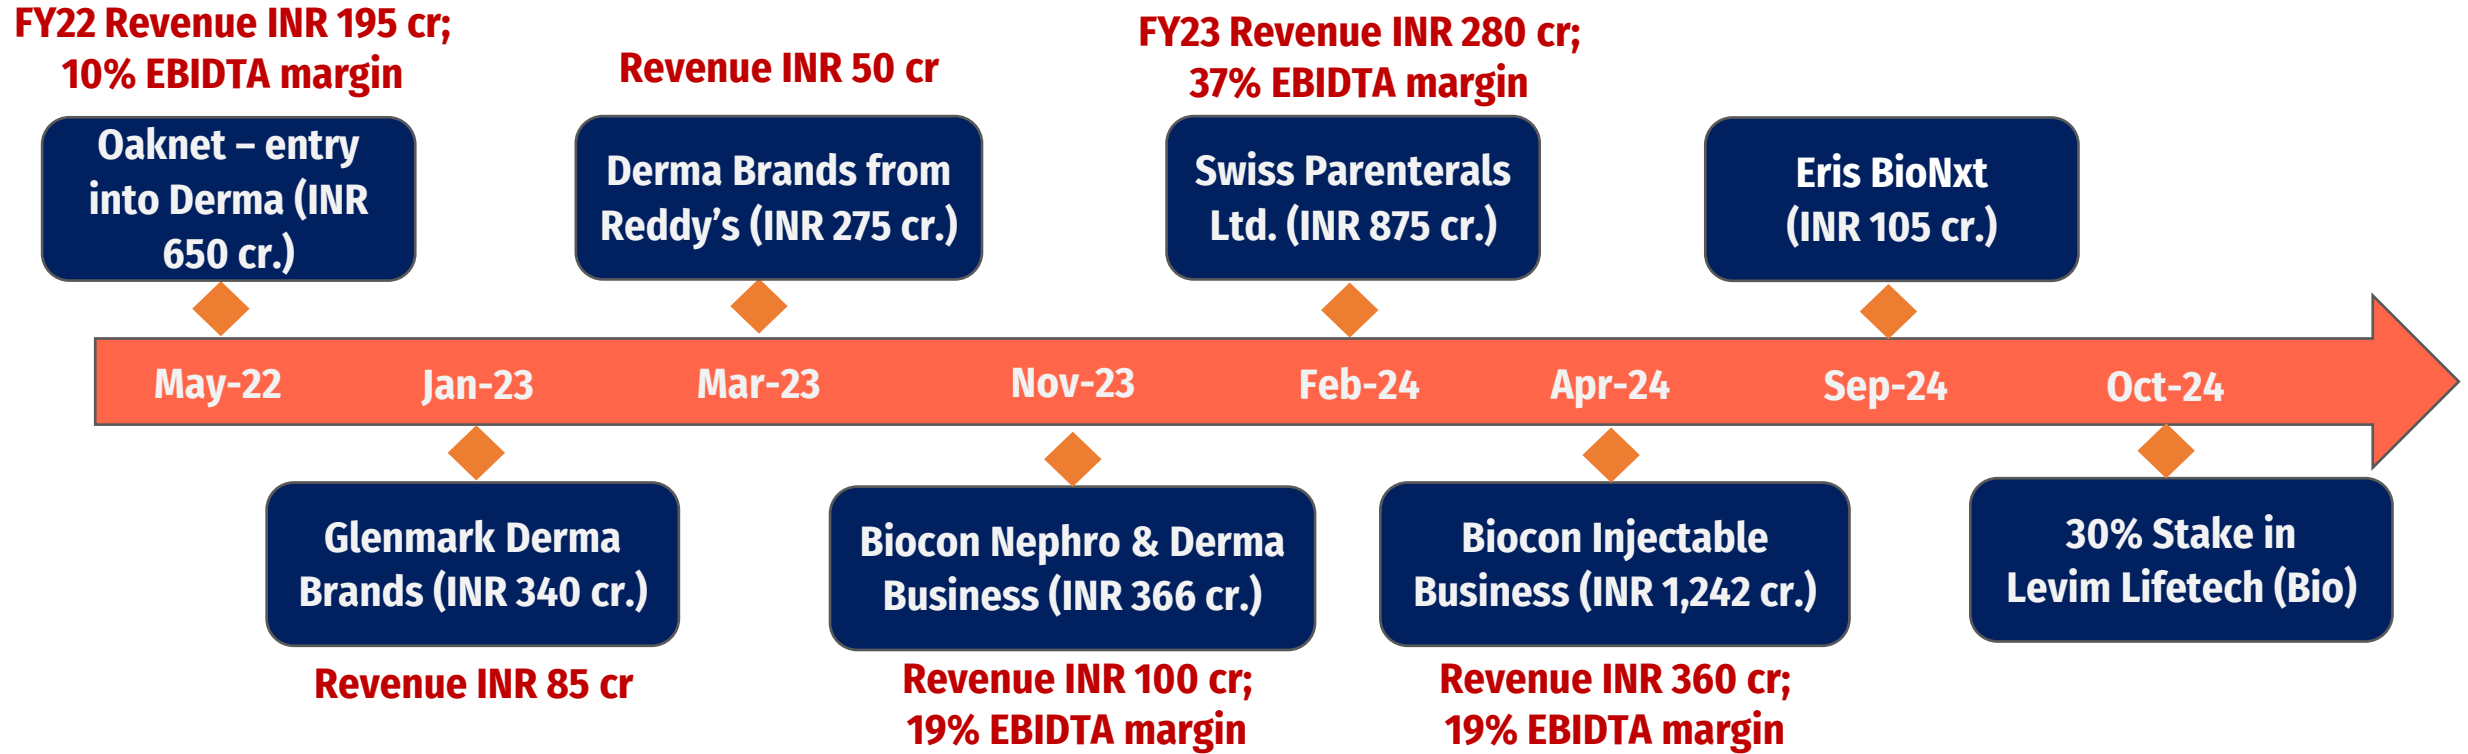 FY22 Revenue INR 195 cr;
10% EBIDTA margin
Revenue INR 50 cr
FY23 Revenue INR 280 cr;
37% EBIDTA margin
Oaknet – entry
into Derma (INR
650 cr.)
Derma Brands from
Reddy’s (INR 275 cr.)
Swiss Parenterals
Ltd. (INR 875 cr.)
Eris BioNxt
(INR 105 cr.)
May-22
Jan-23
Mar-23
Nov-23
Feb-24
Apr-24
Sep-24
Oct-24
Glenmark Derma
Brands (INR 340 cr.)
Biocon Nephro & Derma
Business (INR 366 cr.)
Biocon Injectable
Business (INR 1,242 cr.)
30% Stake in
Levim Lifetech (Bio)
Revenue INR 85 cr
Revenue INR 100 cr;
19% EBIDTA margin
Revenue INR 360 cr;
19% EBIDTA margin